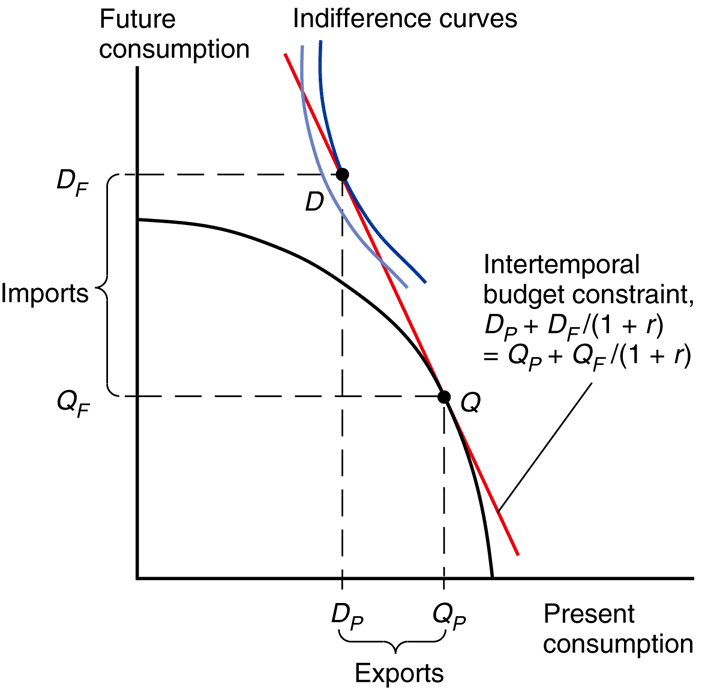 Future
consumption
Indifference curves
D_F
D
Imports
Intertemporal
budget constraint,
D_P + D_F/(1 + r)
= Q_P + Q_F/(1 + r)
Q_F
Q
D_P
Q_P
Present
consumption
Exports